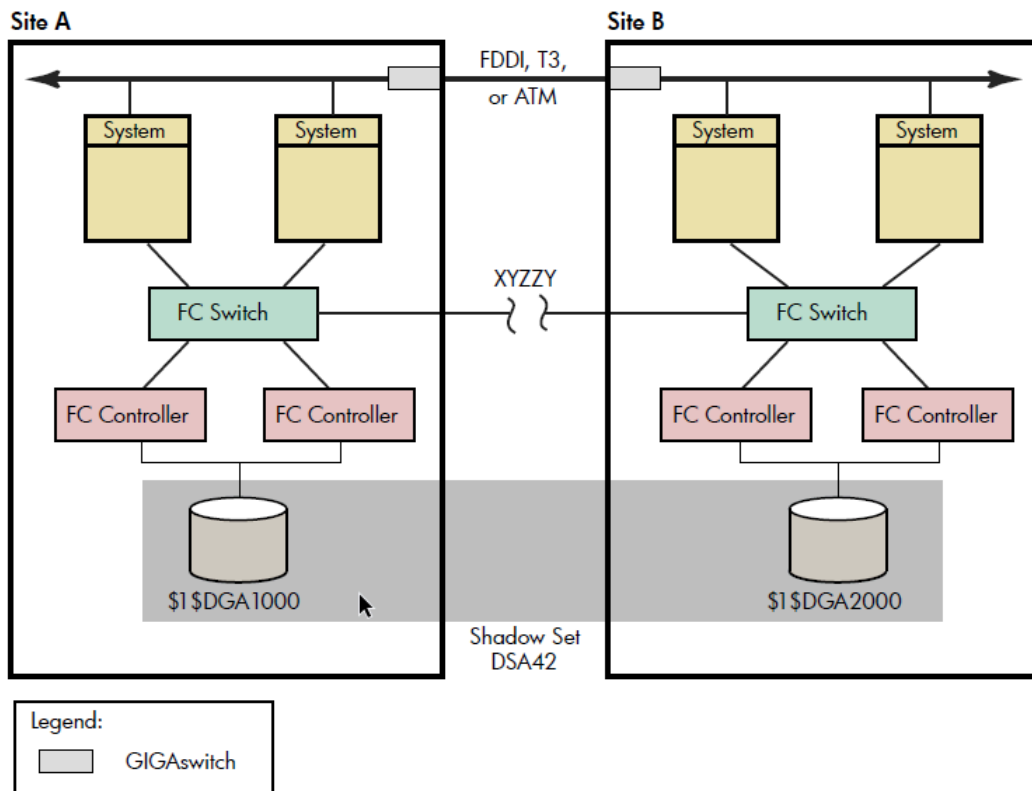 Site A
Site B
FDDI, T3,
or ATM
System
System
System
System
XYZZY
FC Switch
FC Switch
FC Controller
FC Controller
FC Controller
FC Controller
$1$DGA1000
$1$DGA2000
Shadow Set
DSA42
Legend:
GIGAswitch